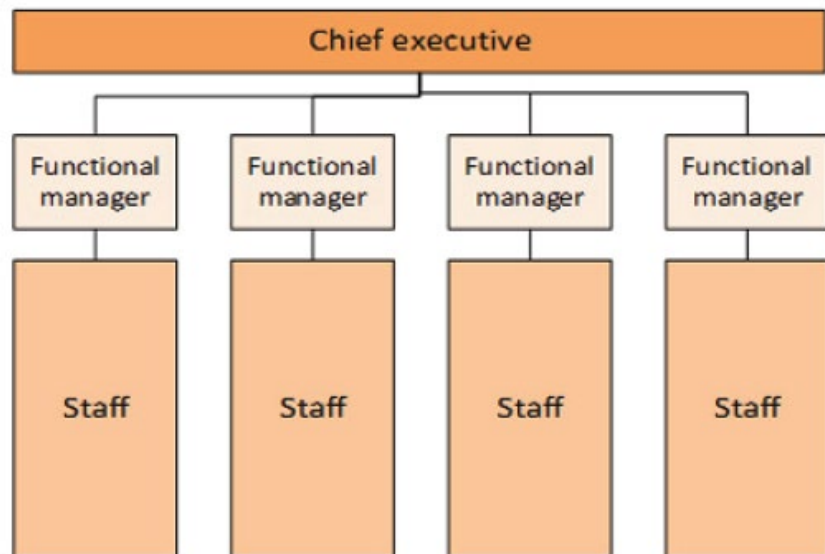 Chief executive
Functional
manager
Functional
manager
Functional
manager
Functional
manager
Staff
Staff
Staff
Staff